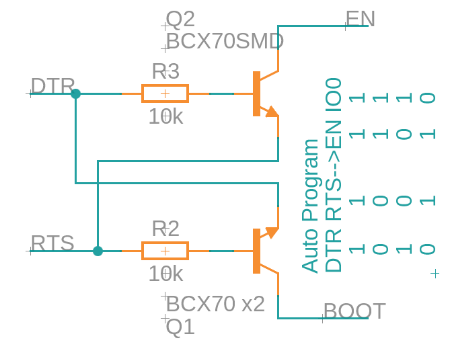 Q2
BCX70SMD
EN
R3
DTR
10k
R2
RTS
10k
BCX70 x2
Q1
BOOT
Auto Program
DTR RTS-->EN IO0
1 1 1 1
0 0 1 1
1 0 0 1
0 1 1 0